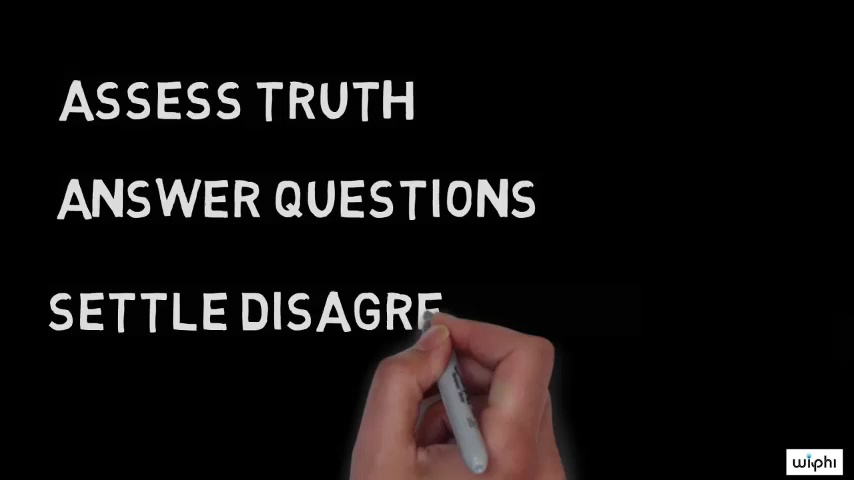 ASSESS TRUTH
ANSWER QUESTIONS
SETTLE DISAGRE
wiphi